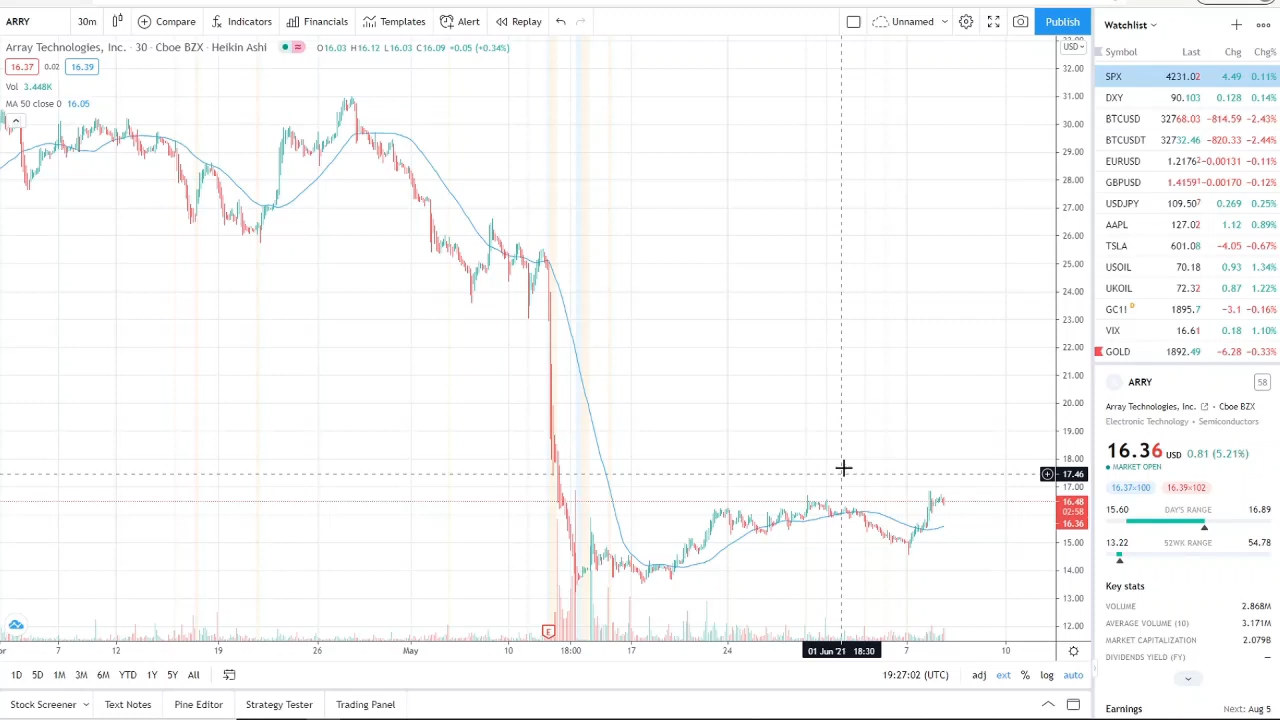 ARRY 30m Compare Indicators Financials Templates Alert Replay Unnamed Publish
Array Technologies, Inc. · 30 · Cboe BZX · Heikin Ashi O16.03 H16.12 L16.03 C16.09 +0.05 (+0.34%)
16.37 0.02 16.39
Vol 3.448K
MA 50 close 0 16.05
USD
32.00
31.00
30.00
29.00
28.00
27.00
26.00
25.00
24.00
23.00
22.00
21.00
20.00
19.00
18.00
17.46
17.00
16.48
02:58
16.36
15.00
14.00
13.00
12.00
E
7 12 19 26 May 10 18:00 17 24 01 Jun '21 18:30 7 10
1D 5D 1M 3M 6M YTD 1Y 5Y All 19:27:02 (UTC) adj ext % log auto
Stock Screener Text Notes Pine Editor Strategy Tester Trading
Watchlist
Symbol Last Chg Chg%
SPX 4231.02 4.49 0.11%
DXY 90.103 0.128 0.14%
BTCUSD 32768.03 −814.59 −2.43%
BTCUSDT 32732.46 −820.33 −2.44%
EURUSD 1.21762 −0.00131 −0.11%
GBPUSD 1.41591 −0.00170 −0.12%
USDJPY 109.507 0.269 0.25%
AAPL 127.02 1.12 0.89%
TSLA 601.08 −4.05 −0.67%
USOIL 70.18 0.93 1.34%
UKOIL 72.32 0.87 1.22%
GC1! D 1895.7 −3.1 −0.16%
VIX 16.61 0.18 1.10%
GOLD 1892.49 −6.28 −0.33%
ARRY 58
Array Technologies, Inc. • Cboe BZX
Electronic Technology • Semiconductors
16.36 USD 0.81 (5.21%)
MARKET OPEN
16.37×100 16.39×102
15.60 DAY'S RANGE 16.89
13.22 52WK RANGE 54.78
Key stats
VOLUME 2.868M
AVERAGE VOLUME (10) 3.171M
MARKET CAPITALIZATION 2.079B
DIVIDENDS YIELD (FY) —
Earnings Next: Aug 5